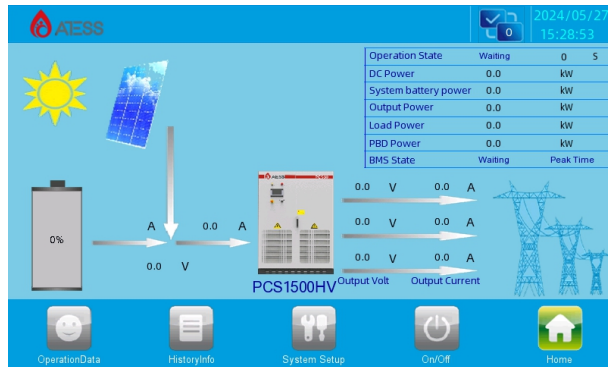 ATESS
0
2024/05/27
15:28:53
Operation State Waiting 0 S
DC Power 0.0 kW
System battery power 0.0 kW
Output Power 0.0 kW
Load Power 0.0 kW
PBD Power 0.0 kW
BMS State Waiting Peak Time
0.0 V 0.0 A
A 0.0 A
0.0 V 0.0 A
0%
0.0 V
0.0 V 0.0 A
PCS1500HV
Output Volt Output Current
OperationData HistoryInfo System Setup On/Off Home